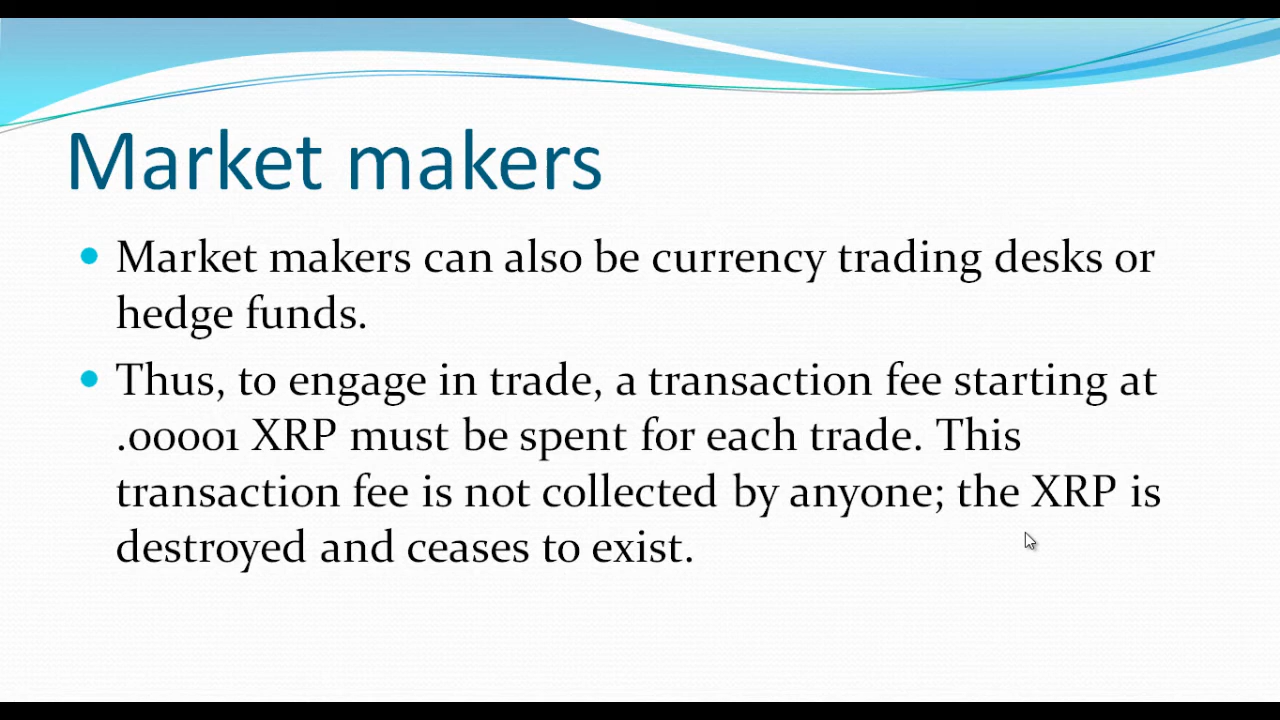 Market makers
Market makers can also be currency trading desks or
hedge funds.
Thus, to engage in trade, a transaction fee starting at
.00001 XRP must be spent for each trade. This
transaction fee is not collected by anyone; the XRP is
destroyed and ceases to exist.